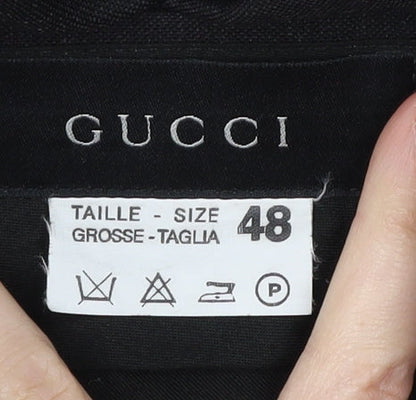 GUCCI
TAILLE - SIZE 48
GROSSE - TAGLIA
P